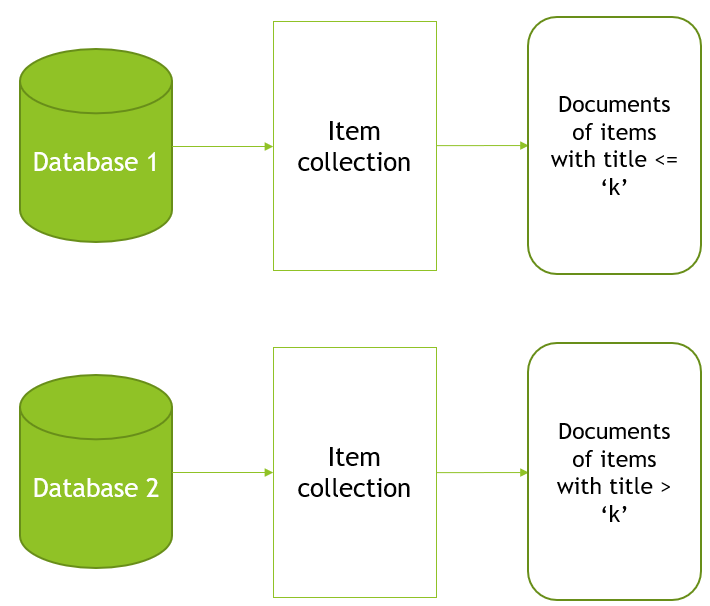 Database 1
Item
collection
Documents
of items
with title <=
‘k’
Database 2
Item
collection
Documents
of items
with title >
‘k’